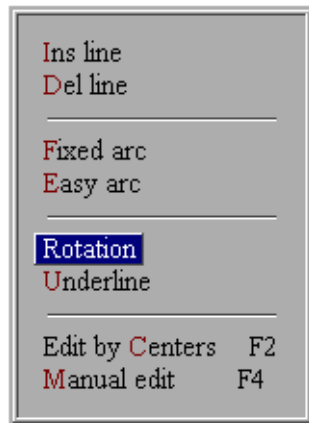 Ins line
Del line
Fixed arc
Easy arc
Rotation
Underline
Edit by Centers F2
Manual edit F4